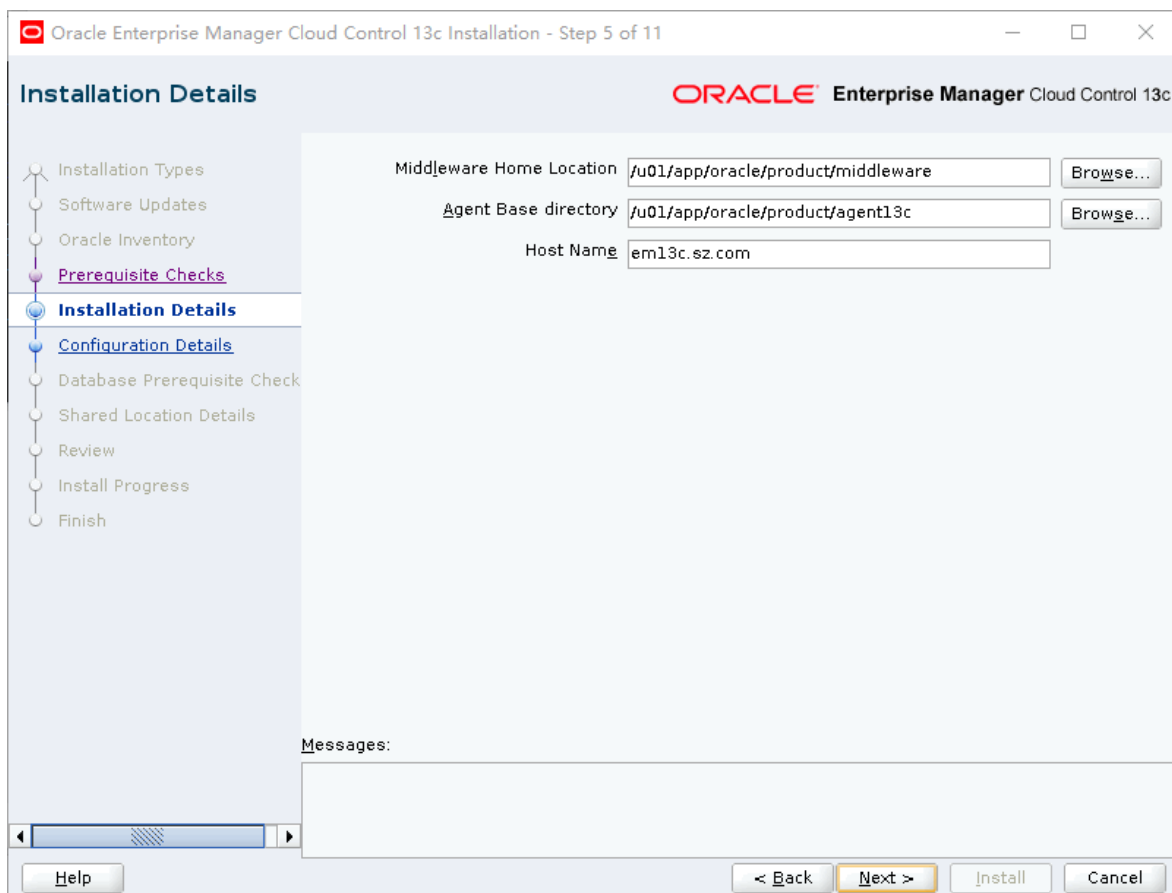 Oracle Enterprise Manager Cloud Control 13c Installation - Step 5 of 11
Installation Details
ORACLE Enterprise Manager Cloud Control 13c
Installation Types
Software Updates
Oracle Inventory
Prerequisite Checks
Installation Details
Configuration Details
Database Prerequisite Check
Shared Location Details
Review
Install Progress
Finish
Middleware Home Location /u01/app/oracle/product/middleware Browse...
Agent Base directory /u01/app/oracle/product/agent13c Browse...
Host Name em13c.sz.com
Messages:
Help < Back Next > Install Cancel